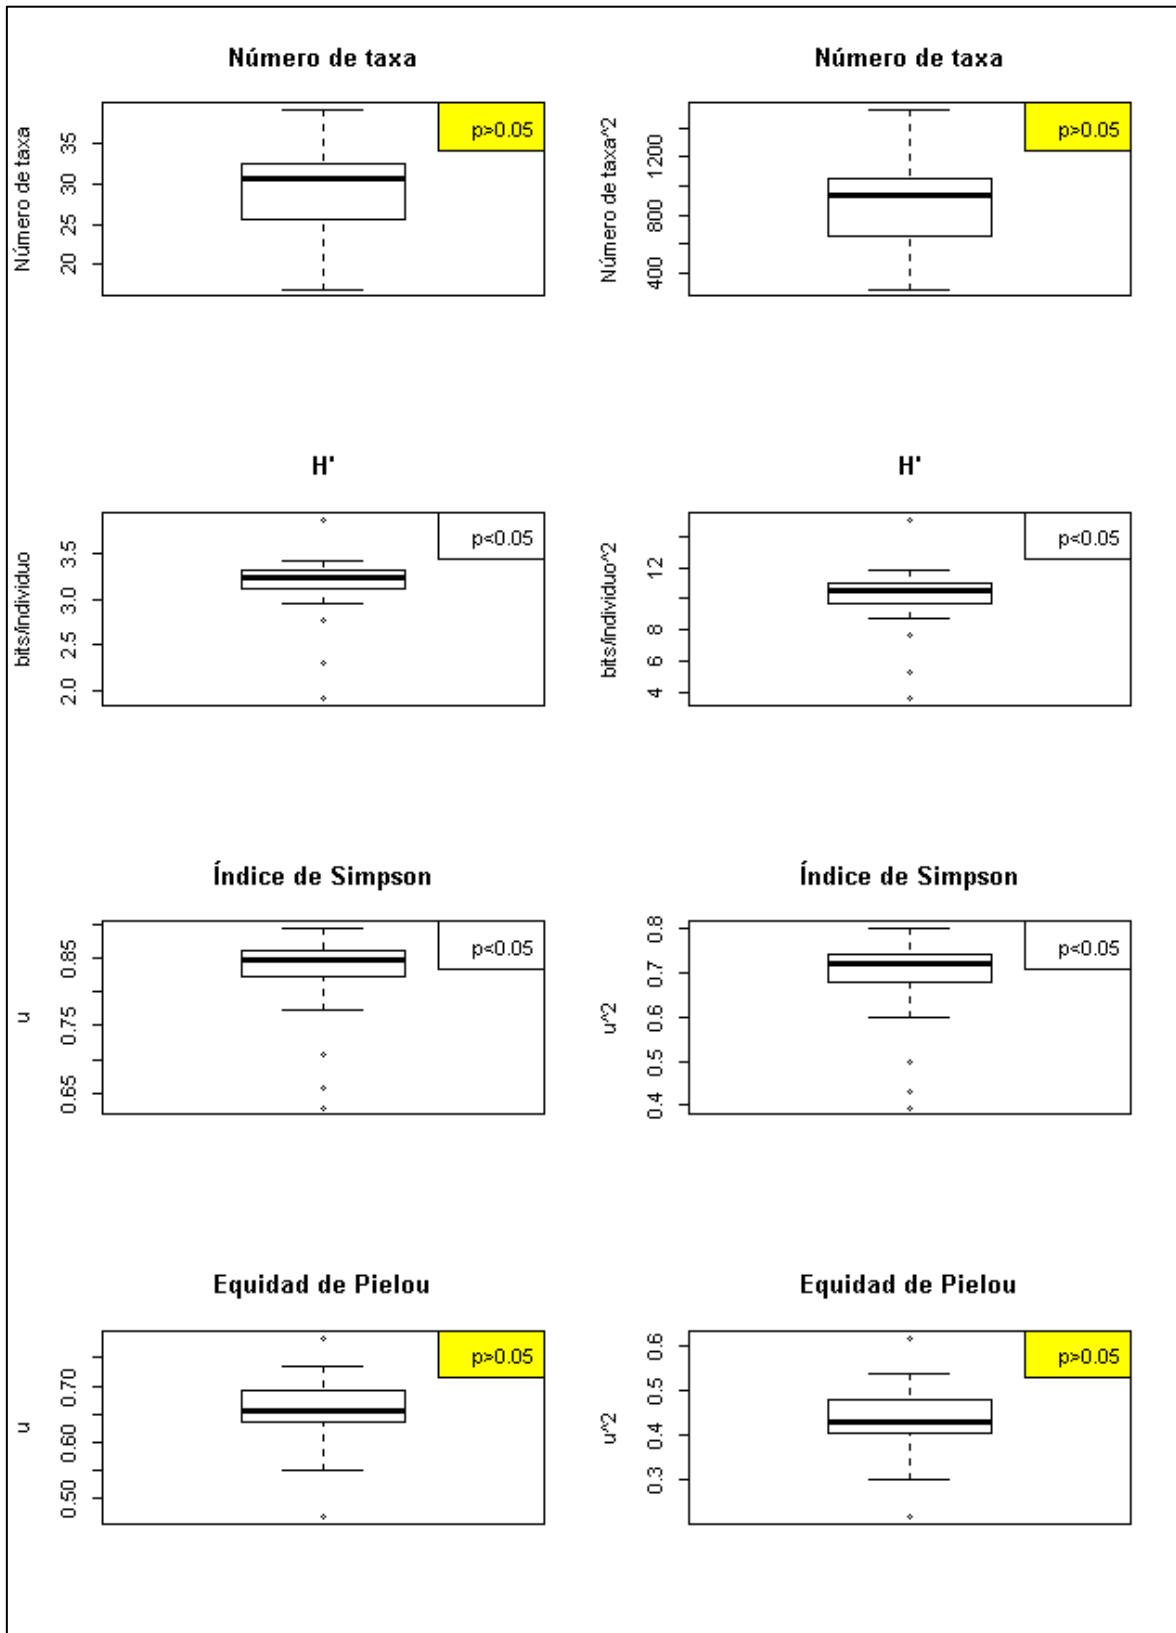 Número de taxa
Número de taxa
p>0.05
35
30
25
20
Número de taxa
Número de taxa^2
p>0.05
1200
800
400
H'
bits/individuo
p<0.05
3.5
3.0
2.5
2.0
H'
bits/individuo^2
p<0.05
12
8
6
4
Índice de Simpson
u
p<0.05
0.85
0.75
0.65
Índice de Simpson
u^2
p<0.05
0.8
0.7
0.6
0.5
0.4
Equidad de Pielou
u
p>0.05
0.70
0.60
0.50
Equidad de Pielou
u^2
p>0.05
0.6
0.5
0.4
0.3